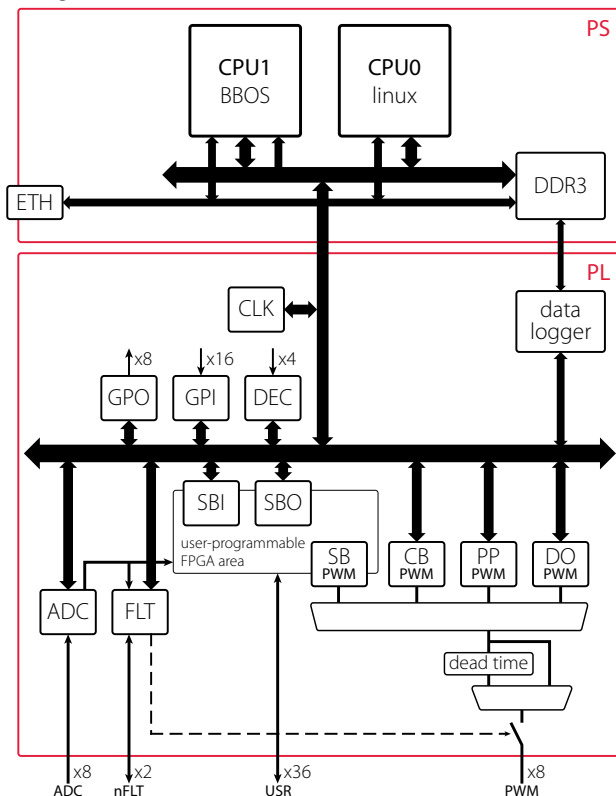 PS
CPU1
BBOS
CPU0
linux
ETH
DDR3
PL
CLK
data
logger
x8
x16
x4
GPO
GPI
DEC
SBI
SBO
user-programmable
FPGA area
SB
PWM
CB
PWM
PP
PWM
DO
PWM
ADC
FLT
dead time
x8
x2
x36
x8
ADC
nFLT
USR
PWM